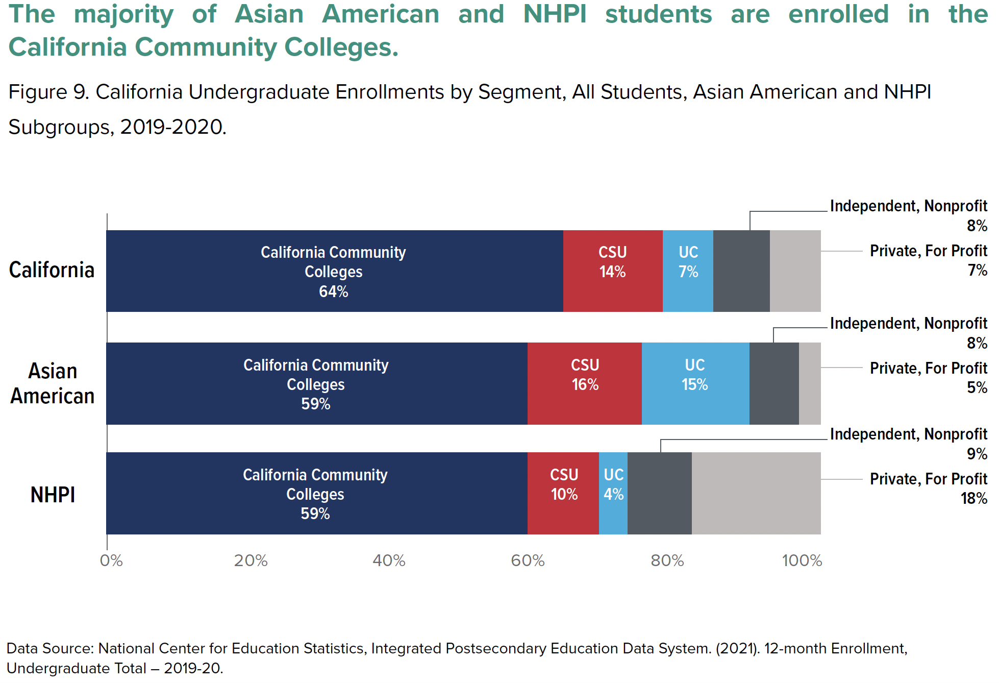 The majority of Asian American and NHPI students are enrolled in the
California Community Colleges.
Figure 9. California Undergraduate Enrollments by Segment, All Students, Asian American and NHPI
Subgroups, 2019-2020.
California
California Community
Colleges
64%
CSU
14%
UC
7%
Independent, Nonprofit
8%
Private, For Profit
7%
Asian
American
California Community
Colleges
59%
CSU
16%
UC
15%
Independent, Nonprofit
8%
Private, For Profit
5%
NHPI
California Community
Colleges
59%
CSU
10%
UC
4%
Independent, Nonprofit
9%
Private, For Profit
18%
0% 20% 40% 60% 80% 100%
Data Source: National Center for Education Statistics, Integrated Postsecondary Education Data System. (2021). 12-month Enrollment,
Undergraduate Total – 2019-20.